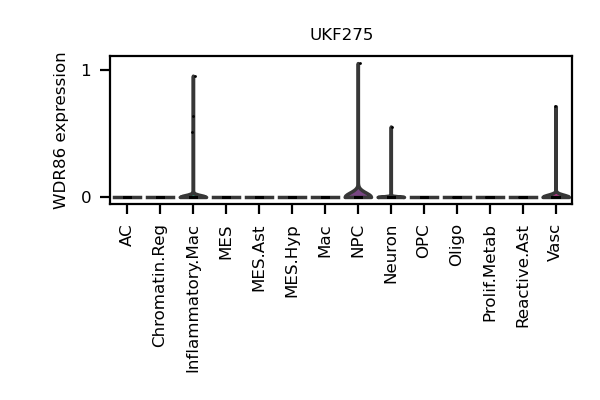 UKF275
WDR86 expression
1
0
AC
Chromatin.Reg
Inflammatory.Mac
MES
MES.Ast
MES.Hyp
Mac
NPC
Neuron
OPC
Oligo
Prolif.Metab
Reactive.Ast
Vasc